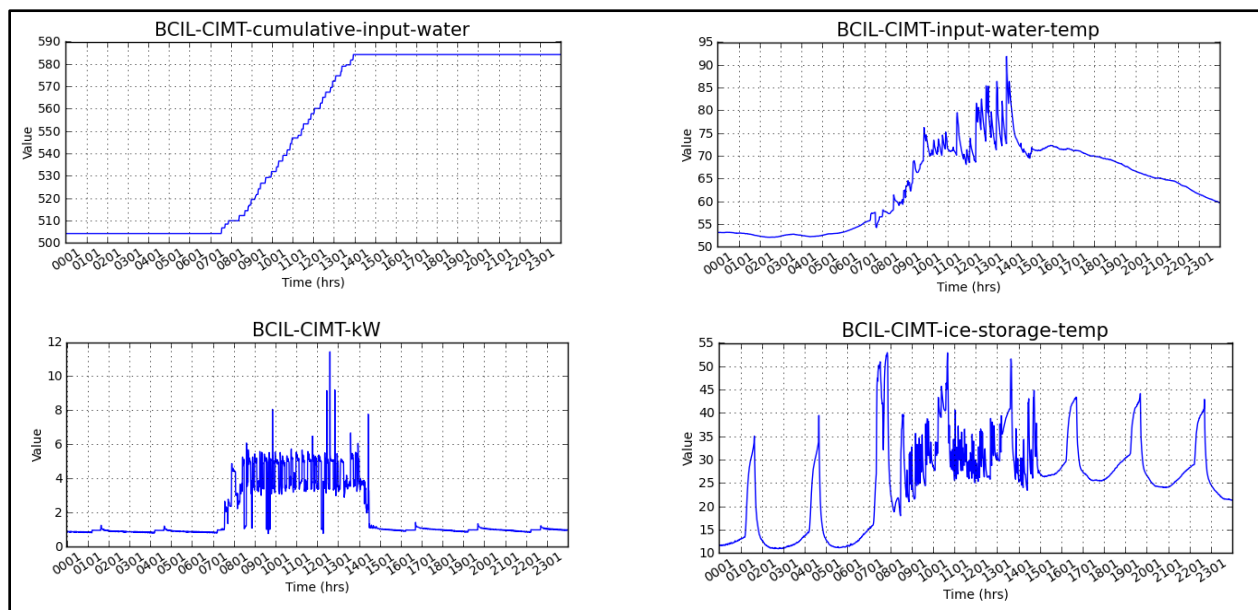 BCIL-CIMT-cumulative-input-water
590
580
570
560
550
540
530
520
510
500
Value
0001 0101 0201 0301 0401 0501 0601 0701 0801 0901 1001 1101 1201 1301 1401 1501 1601 1701 1801 1901 2001 2101 2201 2301
Time (hrs)
BCIL-CIMT-input-water-temp
95
90
85
80
75
70
65
60
55
50
Value
0001 0101 0201 0301 0401 0501 0601 0701 0801 0901 1001 1101 1201 1301 1401 1501 1601 1701 1801 1901 2001 2101 2201 2301
Time (hrs)
BCIL-CIMT-kW
12
10
8
6
4
2
0
Value
0001 0101 0201 0301 0401 0501 0601 0701 0801 0901 1001 1101 1201 1301 1401 1501 1601 1701 1801 1901 2001 2101 2201 2301
Time (hrs)
BCIL-CIMT-ice-storage-temp
55
50
45
40
35
30
25
20
15
10
Value
0001 0101 0201 0301 0401 0501 0601 0701 0801 0901 1001 1101 1201 1301 1401 1501 1601 1701 1801 1901 2001 2101 2201 2301
Time (hrs)